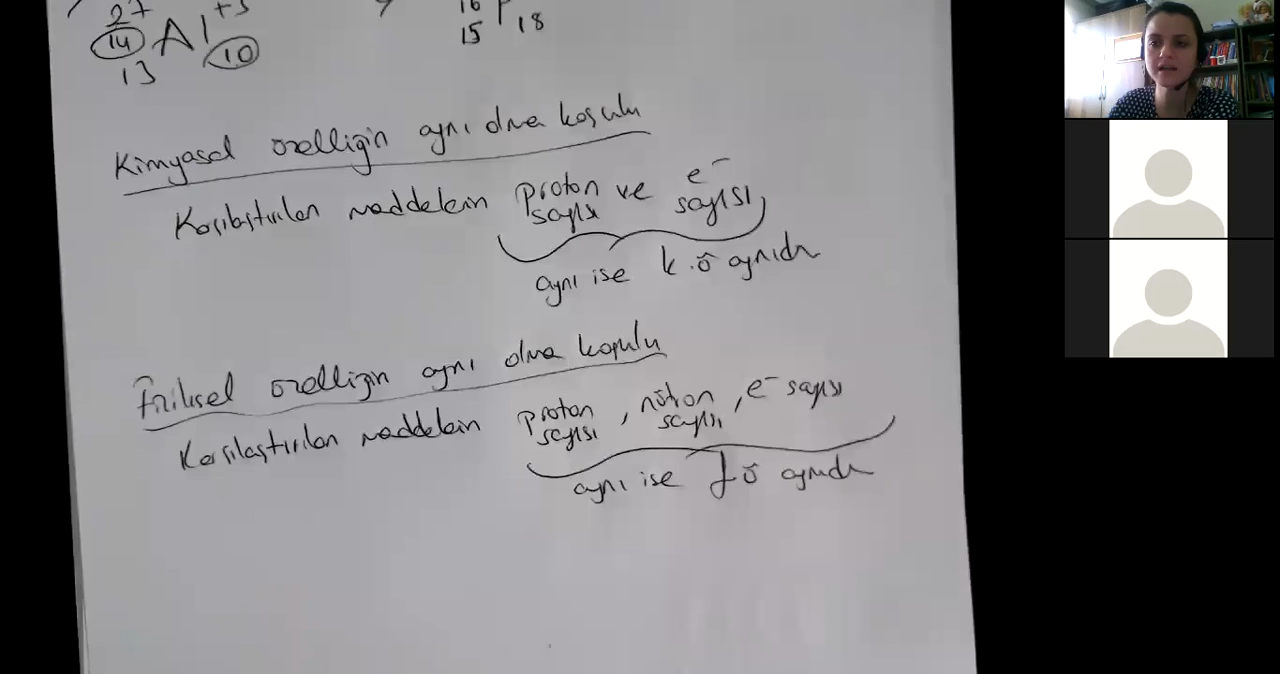 27 +3
14 Al 10
13
16 P
15 18
Kimyasal özelliğin aynı olma koşulu
Karşılaştırılan maddelerin proton sayısı ve e⁻ sayısı
aynı ise k.ö aynıdır
Fiziksel özelliğin aynı olma koşulu
Karşılaştırılan maddelerin proton sayısı, nötron sayısı, e⁻ sayısı
aynı ise f.ö aynıdır